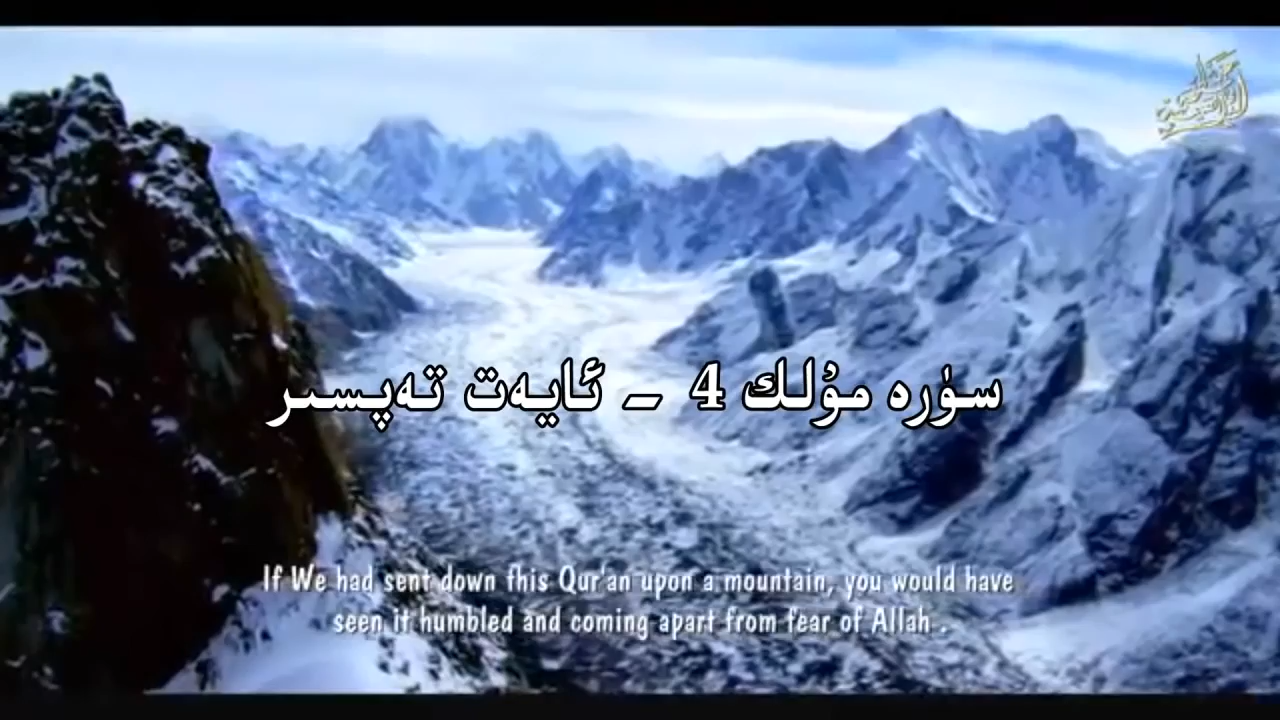 سۈرە مۇلك 4 - ئايەت تەپسىر
If We had sent down fhis Qur'an upon a mountain, you would have
seen it humbled and coming apart from fear of Allah .